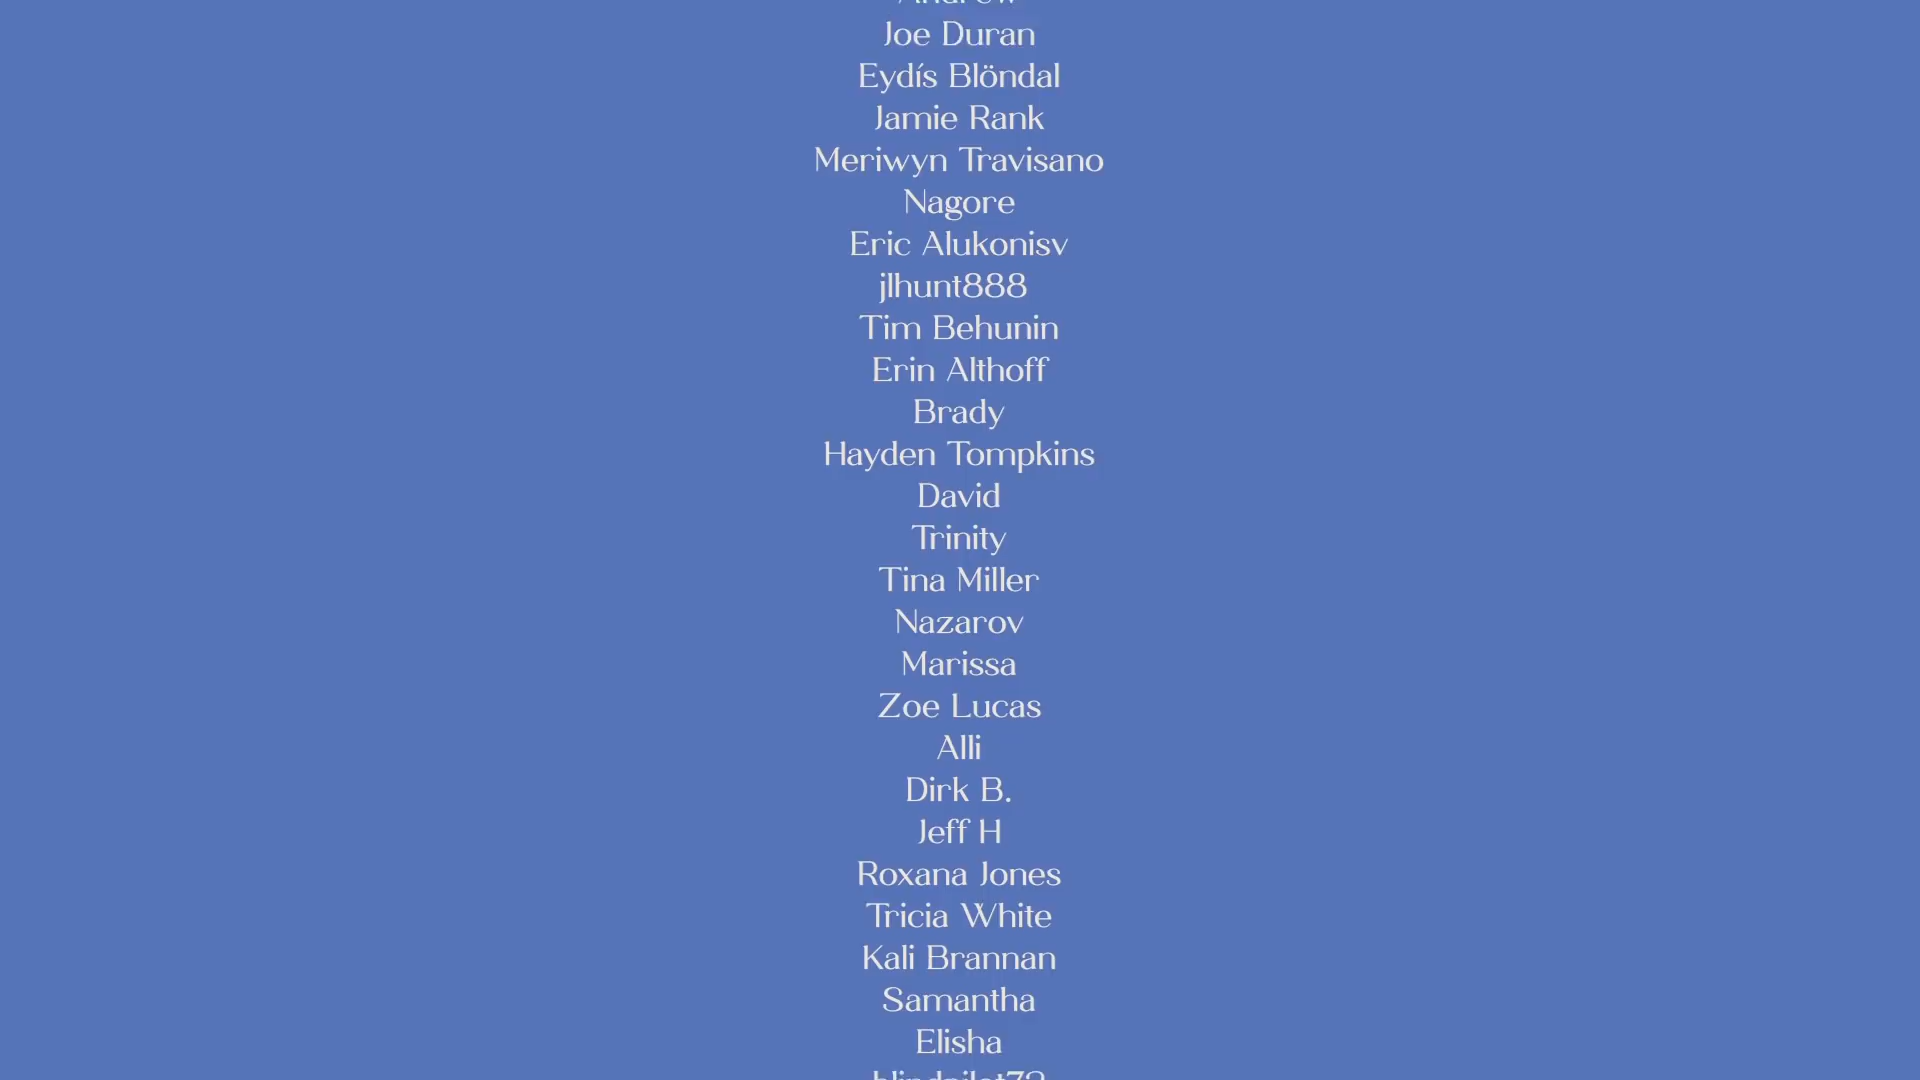 Andrew
Joe Duran
Eydís Blöndal
Jamie Rank
Meriwyn Travisano
Nagore
Eric Alukonisv
jlhunt888
Tim Behunin
Erin Althoff
Brady
Hayden Tompkins
David
Trinity
Tina Miller
Nazarov
Marissa
Zoe Lucas
Alli
Dirk B.
Jeff H
Roxana Jones
Tricia White
Kali Brannan
Samantha
Elisha